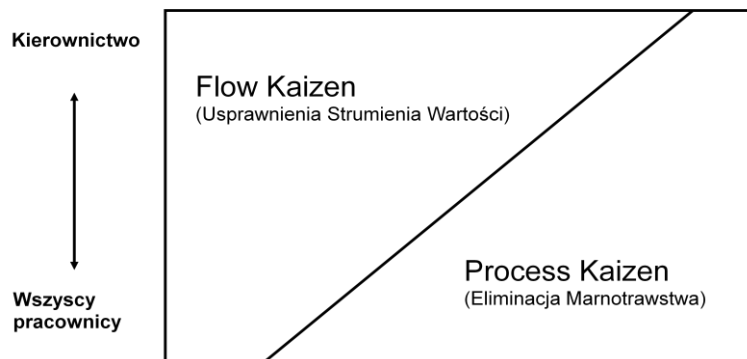 Kierownictwo
Flow Kaizen
(Usprawnienia Strumienia Wartości)
Process Kaizen
(Eliminacja Marnotrawstwa)
Wszyscy
pracownicy